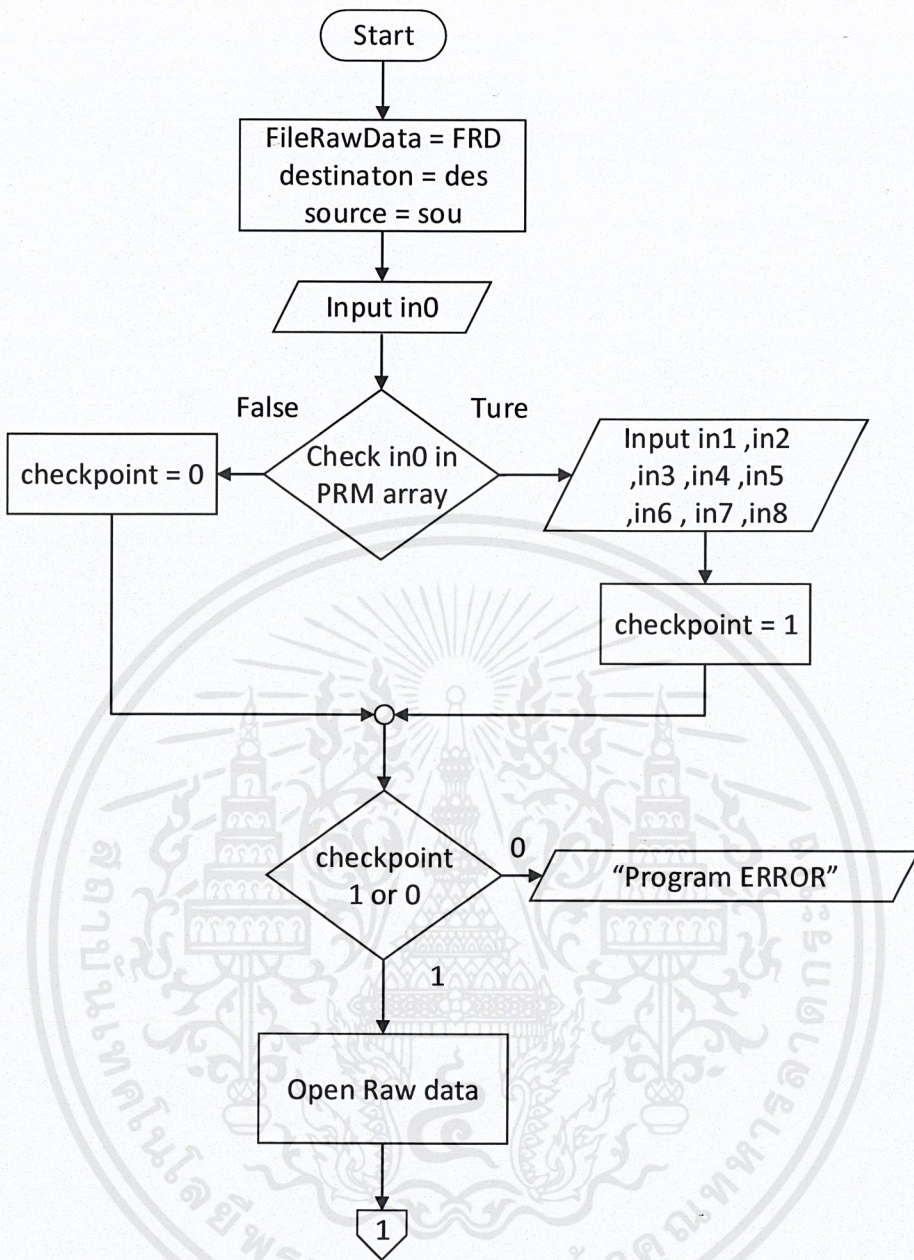 Start
FileRawData = FRD
destinaton = des
source = sou
Input in0
False
Ture
Check in0 in
PRM array
checkpoint = 0
Input in1 ,in2
,in3 ,in4 ,in5
,in6 , in7 ,in8
checkpoint = 1
checkpoint
1 or 0
0
“Program ERROR”
1
Open Raw data
1